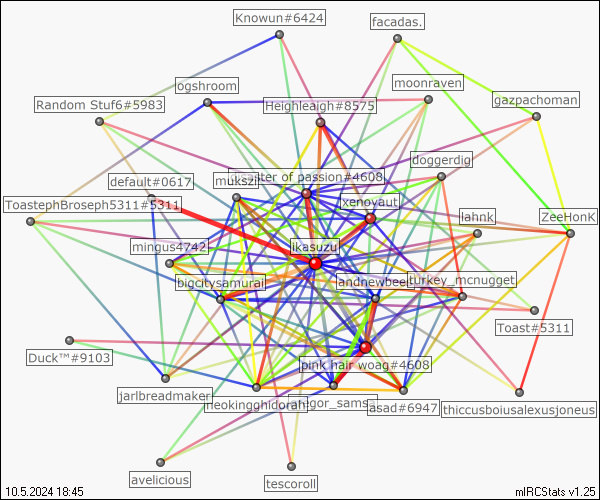 Knowun#6424
facadas.
ogshroom
moonraven
Random Stuf6#5983
Heighleaigh#8575
gazpachoman
doggerdig
default#0617
mukszi
ter of passion#4608
xenovaut
ToastephBroseph5311#5311
lahnk
ZeeHonK
mingus4742
ikasuzu
bigcitysamurai
andnewbee
turkey_mcnugget
Toast#5311
Duck™#9103
pink hair woag#4608
jarlbreadmaker
neokingghidorah
egor_samsa
asad#6947
thiccusboiusalexusjoneus
avelicious
tescoroll
10.5.2024 18:45
mIRCStats v1.25